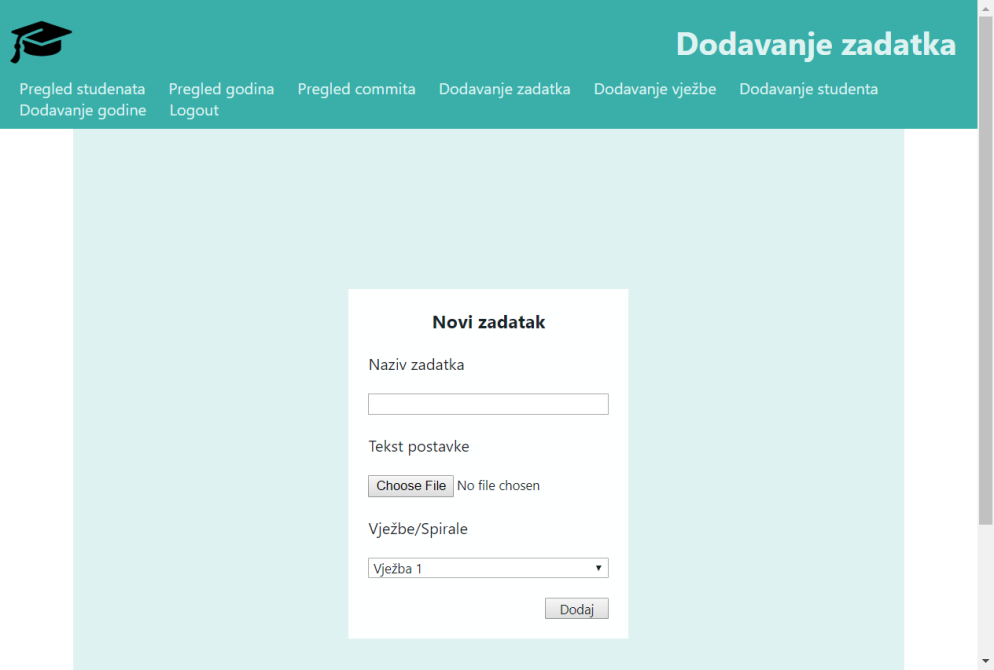 Dodavanje zadatka
Pregled studenata Pregled godina Pregled commita Dodavanje zadatka Dodavanje vježbe Dodavanje studenta
Dodavanje godine Logout
Novi zadatak
Naziv zadatka
Tekst postavke
Choose File No file chosen
Vježbe/Spirale
Vježba 1
Dodaj